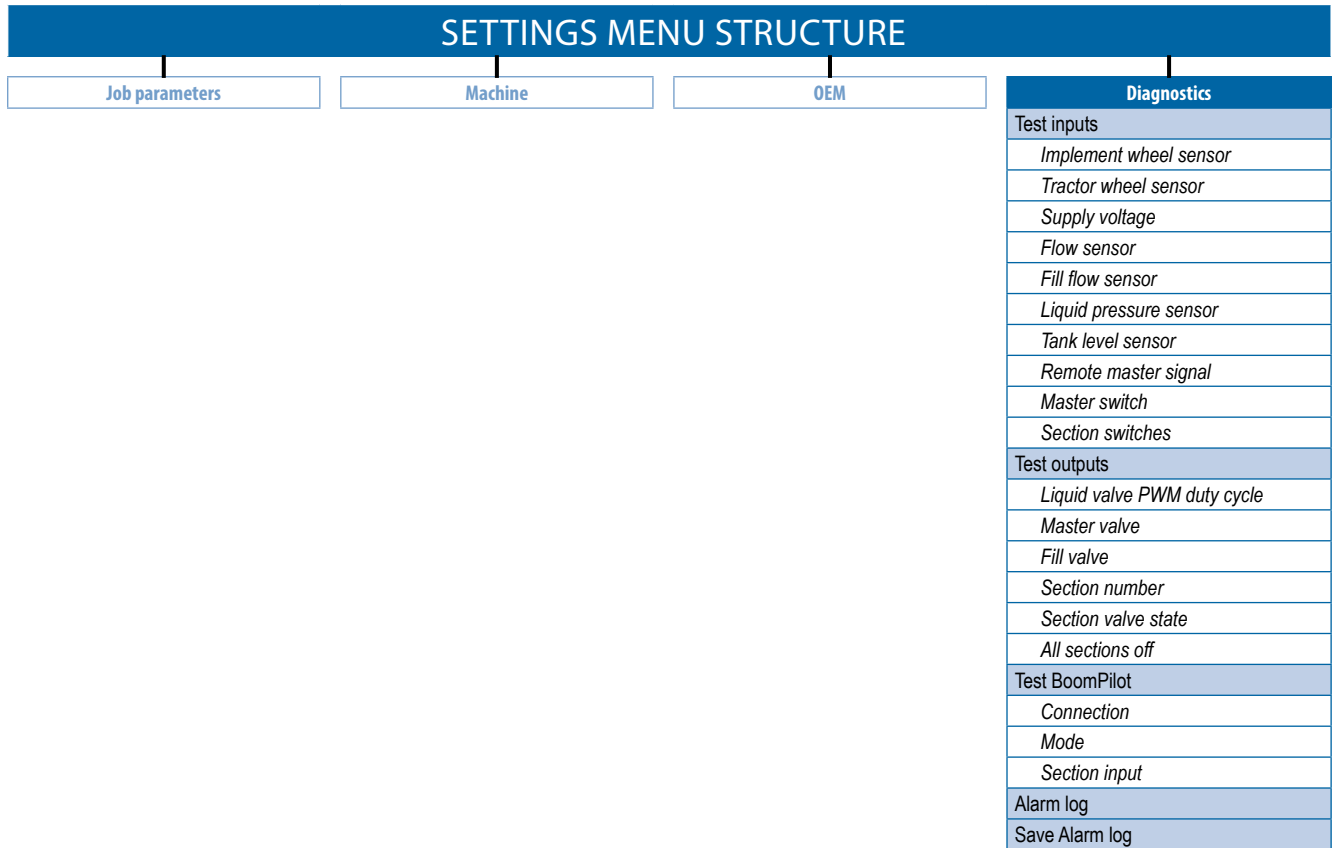 SETTINGS MENU STRUCTURE
Job parameters
Machine
OEM
Diagnostics
Test inputs
Implement wheel sensor
Tractor wheel sensor
Supply voltage
Flow sensor
Fill flow sensor
Liquid pressure sensor
Tank level sensor
Remote master signal
Master switch
Section switches
Test outputs
Liquid valve PWM duty cycle
Master valve
Fill valve
Section number
Section valve state
All sections off
Test BoomPilot
Connection
Mode
Section input
Alarm log
Save Alarm log